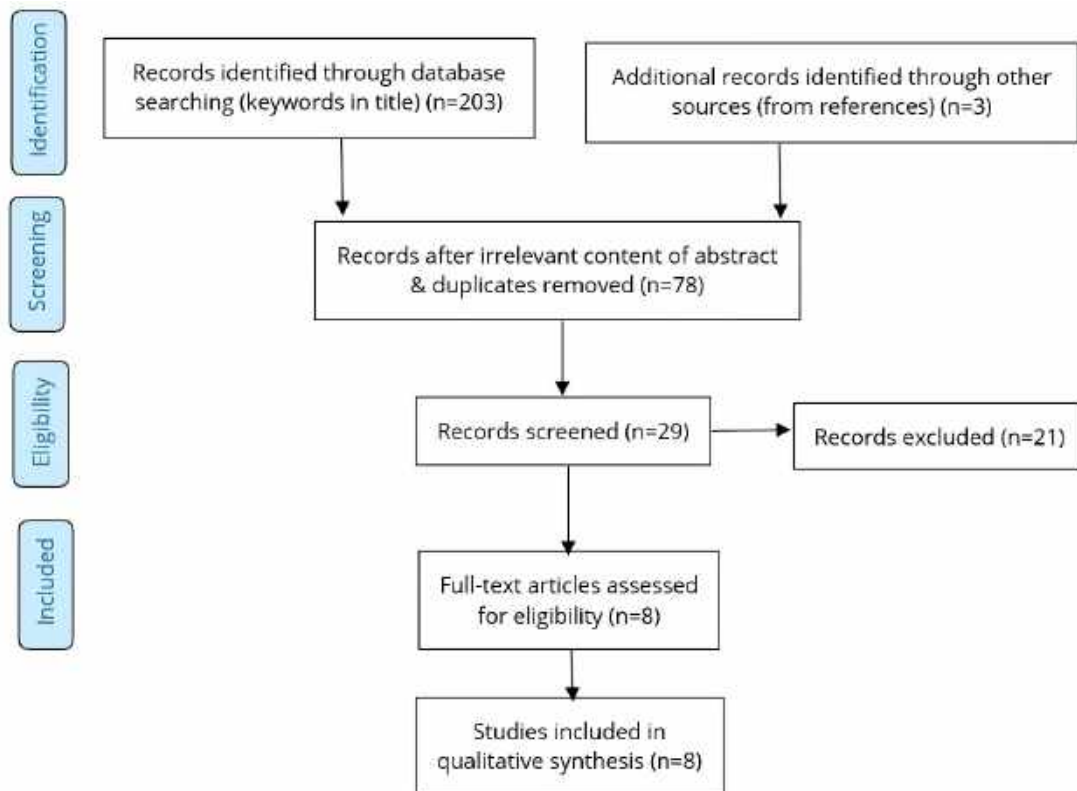 Identification
Records identified through database
searching (keywords in title) (n=203)
Additional records identified through other
sources (from references) (n=3)
Screening
Records after irrelevant content of abstract
& duplicates removed (n=78)
Eligibility
Records screened (n=29)
Records excluded (n=21)
Included
Full-text articles assessed
for eligibility (n=8)
Studies included in
qualitative synthesis (n=8)